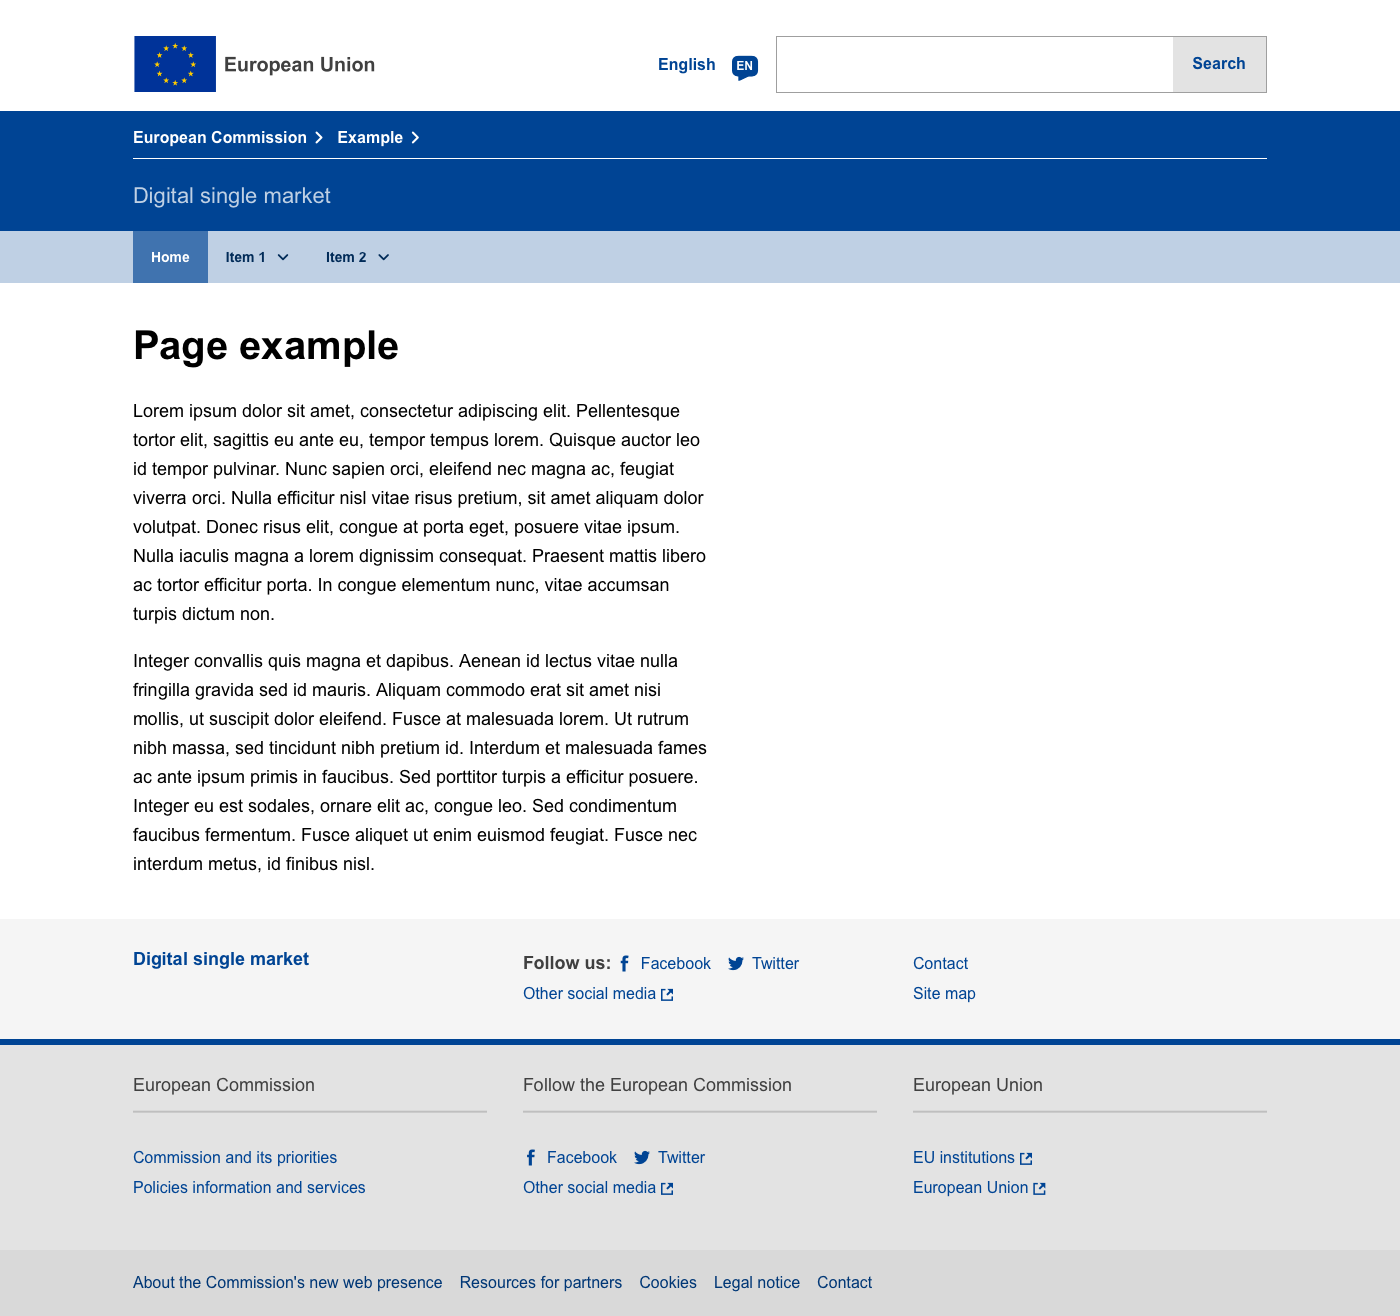 European Union
English EN
Search
European Commission Example
Digital single market
Home Item 1 Item 2
Page example
Lorem ipsum dolor sit amet, consectetur adipiscing elit. Pellentesque
tortor elit, sagittis eu ante eu, tempor tempus lorem. Quisque auctor leo
id tempor pulvinar. Nunc sapien orci, eleifend nec magna ac, feugiat
viverra orci. Nulla efficitur nisl vitae risus pretium, sit amet aliquam dolor
volutpat. Donec risus elit, congue at porta eget, posuere vitae ipsum.
Nulla iaculis magna a lorem dignissim consequat. Praesent mattis libero
ac tortor efficitur porta. In congue elementum nunc, vitae accumsan
turpis dictum non.
Integer convallis quis magna et dapibus. Aenean id lectus vitae nulla
fringilla gravida sed id mauris. Aliquam commodo erat sit amet nisi
mollis, ut suscipit dolor eleifend. Fusce at malesuada lorem. Ut rutrum
nibh massa, sed tincidunt nibh pretium id. Interdum et malesuada fames
ac ante ipsum primis in faucibus. Sed porttitor turpis a efficitur posuere.
Integer eu est sodales, ornare elit ac, congue leo. Sed condimentum
faucibus fermentum. Fusce aliquet ut enim euismod feugiat. Fusce nec
interdum metus, id finibus nisl.
Digital single market
Follow us: Facebook Twitter
Other social media
Contact
Site map
European Commission
Commission and its priorities
Policies information and services
Follow the European Commission
Facebook Twitter
Other social media
European Union
EU institutions
European Union
About the Commission's new web presence Resources for partners Cookies Legal notice Contact